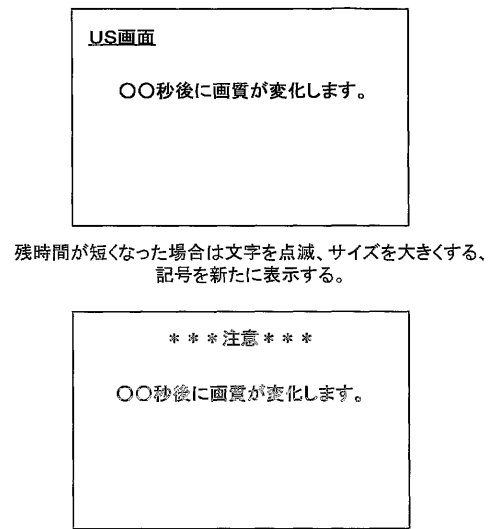 US画面
〇〇秒後に画質が変化します。
残時間が短くなった場合は文字を点滅、サイズを大きくする、
記号を新たに表示する。
＊＊＊注意＊＊＊
〇〇秒後に画質が変化します。